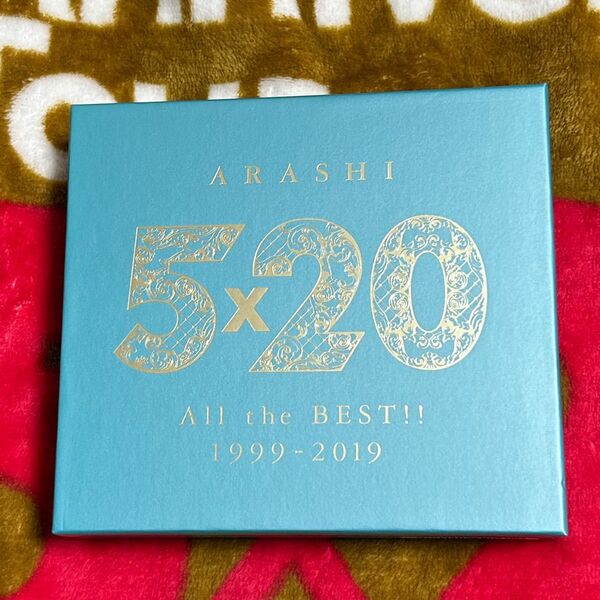 ARASHI
5x20
All the BEST!!
1999-2019